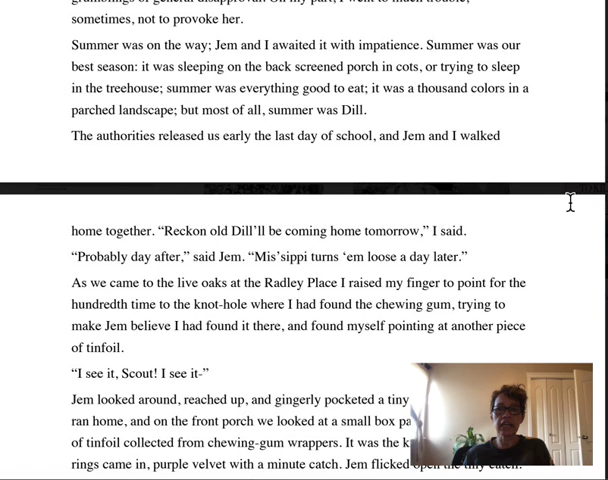 sometimes, not to provoke her.
Summer was on the way; Jem and I awaited it with impatience. Summer was our
best season: it was sleeping on the back screened porch in cots, or trying to sleep
in the treehouse; summer was everything good to eat; it was a thousand colors in a
parched landscape; but most of all, summer was Dill.
The authorities released us early the last day of school, and Jem and I walked
home together. “Reckon old Dill’ll be coming home tomorrow,” I said.
“Probably day after,” said Jem. “Mis’sippi turns ‘em loose a day later.”
As we came to the live oaks at the Radley Place I raised my finger to point for the
hundredth time to the knot-hole where I had found the chewing gum, trying to
make Jem believe I had found it there, and found myself pointing at another piece
of tinfoil.
“I see it, Scout! I see it-”
Jem looked around, reached up, and gingerly pocketed a tiny
ran home, and on the front porch we looked at a small box
of tinfoil collected from chewing-gum wrappers. It was the
rings came in, purple velvet with a minute catch. Jem flicked